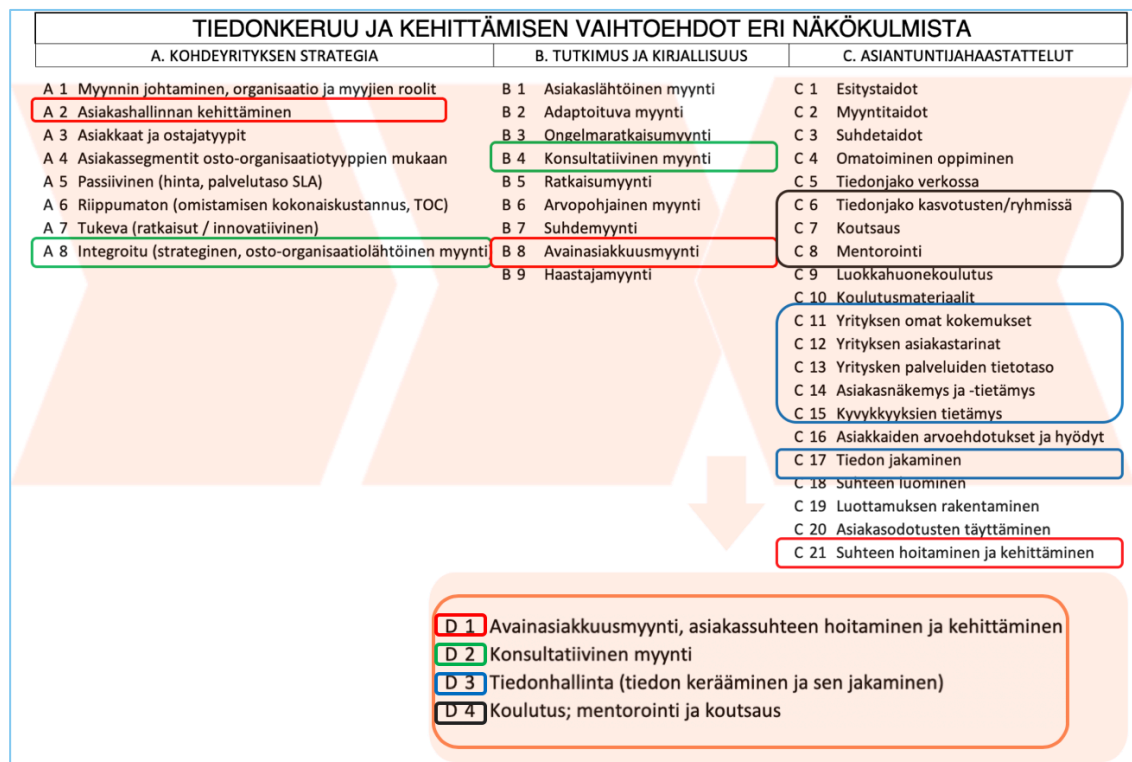 TIEDONKERUU JA KEHITTÄMISEN VAIHTOEHDOT ERI NÄKÖKULMISTA
A. KOHDEYRITYKSEN STRATEGIA
A 1 Myynnin johtaminen, organisaatio ja myyjien roolit
A 2 Asiakashallinnan kehittäminen
A 3 Asiakkaat ja ostajatyypit
A 4 Asiakassegmentit osto-organisaatiotyyppien mukaan
A 5 Passiivinen (hinta, palvelutaso SLA)
A 6 Riippumaton (omistamisen kokonaiskustannus, TOC)
A 7 Tukeva (ratkaisut / innovatiivinen)
A 8 Integroitu (strateginen, osto-organisaatiolähtöinen myynti
B. TUTKIMUS JA KIRJALLISUUS
B 1 Asiakaslähtöinen myynti
B 2 Adaptoituva myynti
B 3 Ongelmaratkaisumyynti
B 4 Konsultatiivinen myynti
B 5 Ratkaisumyynti
B 6 Arvopohjainen myynti
B 7 Suhdemyynti
B 8 Avainasiakkuusmyynti
B 9 Haastajamyynti
C. ASIANTUNTIJAHAASTATTELUT
C 1 Esitystaidot
C 2 Myyntitaidot
C 3 Suhdetaidot
C 4 Omatoiminen oppiminen
C 5 Tiedonjako verkossa
C 6 Tiedonjako kasvotusten/ryhmissä
C 7 Koutsaus
C 8 Mentorointi
C 9 Luokkahuonekoulutus
C 10 Koulutusmateriaalit
C 11 Yrityksen omat kokemukset
C 12 Yrityksen asiakastarinat
C 13 Yritysken palveluiden tietotaso
C 14 Asiakasnäkemys ja -tietämys
C 15 Kyvykkyyksien tietämys
C 16 Asiakkaiden arvoehdotukset ja hyödyt
C 17 Tiedon jakaminen
C 18 Suhteen luominen
C 19 Luottamuksen rakentaminen
C 20 Asiakasodotusten täyttäminen
C 21 Suhteen hoitaminen ja kehittäminen
D 1 Avainasiakkuusmyynti, asiakassuhteen hoitaminen ja kehittäminen
D 2 Konsultatiivinen myynti
D 3 Tiedonhallinta (tiedon kerääminen ja sen jakaminen)
D 4 Koulutus; mentorointi ja koutsaus